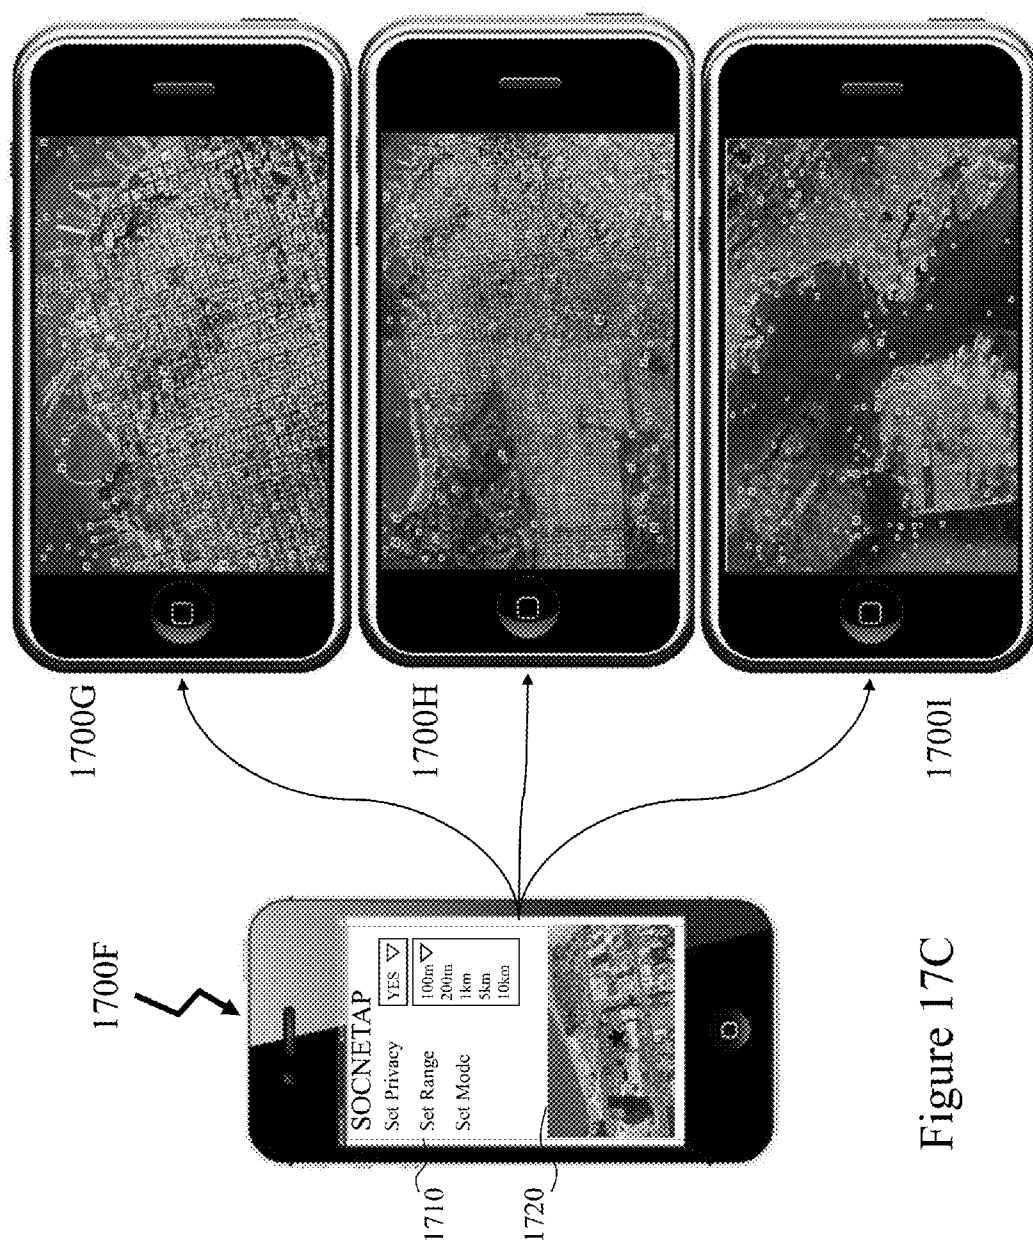 1700F
SOCNETAP
Set Privacy
YES
Set Range
100m
200m
1km
5km
10km
Set Mode
1710
1720
1700G
1700H
1700I
Figure 17C